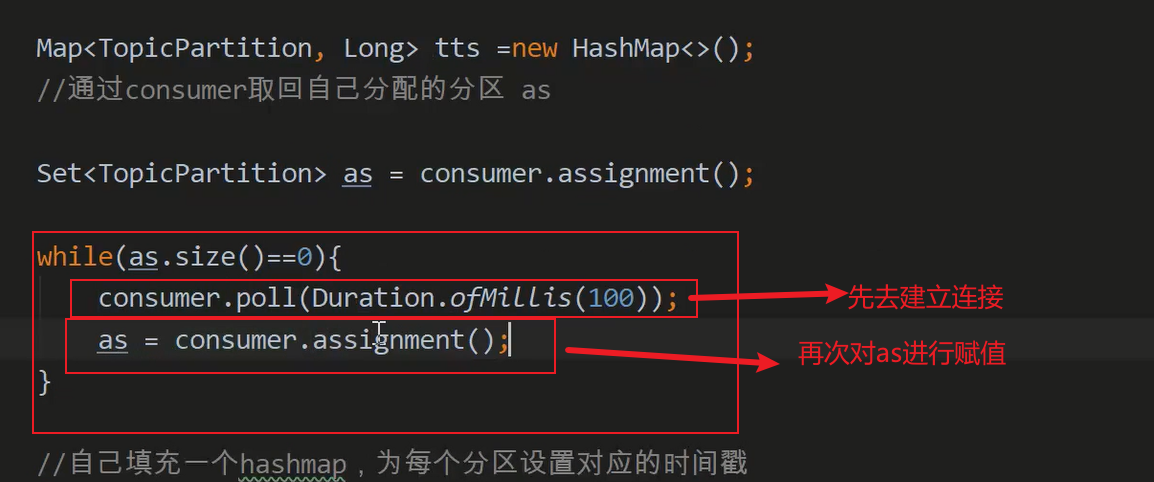 Map<TopicPartition, Long> tts =new HashMap<>();
//通过consumer取回自己分配的分区 as
Set<TopicPartition> as = consumer.assignment();
while(as.size()==0){
consumer.poll(Duration.ofMillis(100));
先去建立连接
as = consumer.assignment();
再次对as进行赋值
}
//自己填充一个hashmap，为每个分区设置对应的时间戳